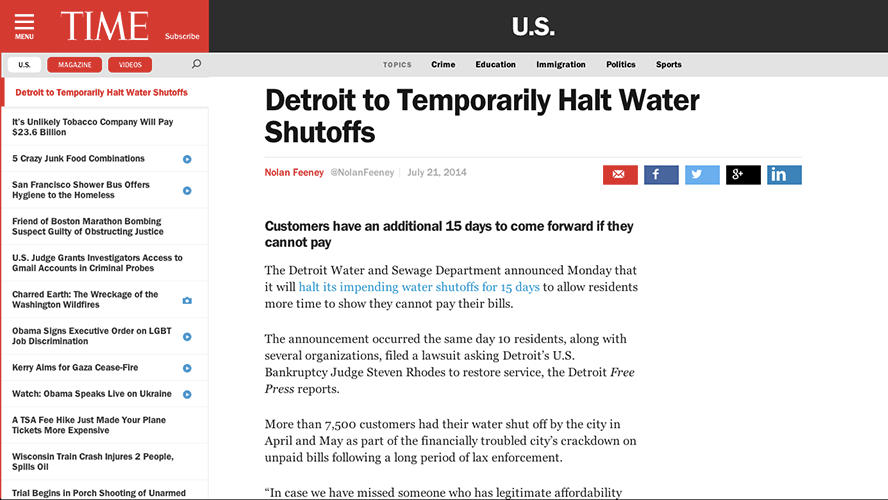 MENU
TIME
Subscribe
U.S.
U.S.
MAGAZINE
VIDEOS
TOPICS
Crime
Education
Immigration
Politics
Sports
Detroit to Temporarily Halt Water Shutoffs
It's Unlikely Tobacco Company Will Pay
$23.6 Billion
5 Crazy Junk Food Combinations
San Francisco Shower Bus Offers
Hygiene to the Homeless
Friend of Boston Marathon Bombing
Suspect Guilty of Obstructing Justice
U.S. Judge Grants Investigators Access to
Gmail Accounts in Criminal Probes
Charred Earth: The Wreckage of the
Washington Wildfires
Obama Signs Executive Order on LGBT
Job Discrimination
Kerry Aims for Gaza Cease-Fire
Watch: Obama Speaks Live on Ukraine
A TSA Fee Hike Just Made Your Plane
Tickets More Expensive
Wisconsin Train Crash Injures 2 People,
Spills Oil
Trial Begins in Porch Shooting of Unarmed
Detroit to Temporarily Halt Water
Shutoffs
Nolan Feeney @NolanFeeney July 21, 2014
f
g+
in
Customers have an additional 15 days to come forward if they
cannot pay
The Detroit Water and Sewage Department announced Monday that
it will halt its impending water shutoffs for 15 days to allow residents
more time to show they cannot pay their bills.
The announcement occurred the same day 10 residents, along with
several organizations, filed a lawsuit asking Detroit's U.S.
Bankruptcy Judge Steven Rhodes to restore service, the Detroit Free
Press reports.
More than 7,500 customers had their water shut off by the city in
April and May as part of the financially troubled city's crackdown on
unpaid bills following a long period of lax enforcement.
"In case we have missed someone who has legitimate affordability